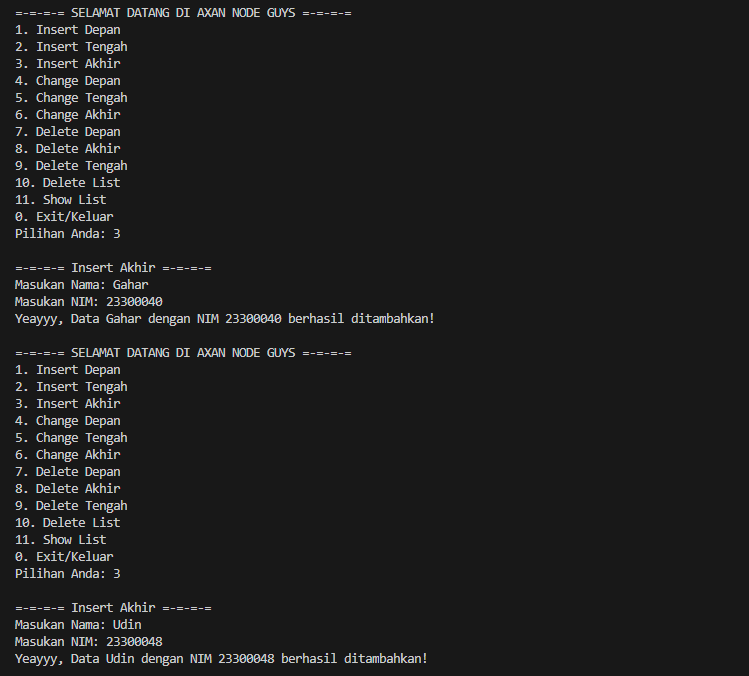 =-=-=-= SELAMAT DATANG DI AXAN NODE GUYS =-=-=-=
1. Insert Depan
2. Insert Tengah
3. Insert Akhir
4. Change Depan
5. Change Tengah
6. Change Akhir
7. Delete Depan
8. Delete Akhir
9. Delete Tengah
10. Delete List
11. Show List
0. Exit/Keluar
Pilihan Anda: 3
=-=-=-= Insert Akhir =-=-=-=
Masukan Nama: Gahar
Masukan NIM: 23300040
Yeayyy, Data Gahar dengan NIM 23300040 berhasil ditambahkan!
=-=-=-= SELAMAT DATANG DI AXAN NODE GUYS =-=-=-=
1. Insert Depan
2. Insert Tengah
3. Insert Akhir
4. Change Depan
5. Change Tengah
6. Change Akhir
7. Delete Depan
8. Delete Akhir
9. Delete Tengah
10. Delete List
11. Show List
0. Exit/Keluar
Pilihan Anda: 3
=-=-=-= Insert Akhir =-=-=-=
Masukan Nama: Udin
Masukan NIM: 23300048
Yeayyy, Data Udin dengan NIM 23300048 berhasil ditambahkan!